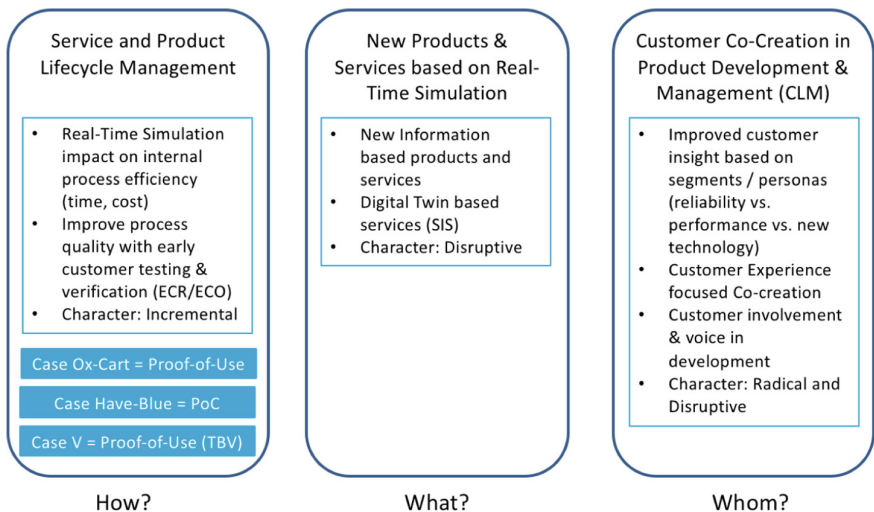 Service and Product
Lifecycle Management
• Real-Time Simulation
impact on internal
process efficiency
(time, cost)
• Improve process
quality with early
customer testing &
verification (ECR/ECO)
• Character: Incremental
Case Ox-Cart = Proof-of-Use
Case Have-Blue = PoC
Case V = Proof-of-Use (TBV)
How?
New Products &
Services based on Real-
Time Simulation
• New Information
based products and
services
• Digital Twin based
services (SIS)
• Character: Disruptive
What?
Customer Co-Creation in
Product Development &
Management (CLM)
• Improved customer
insight based on
segments / personas
(reliability vs.
performance vs. new
technology)
• Customer Experience
focused Co-creation
• Customer involvement
& voice in
development
• Character: Radical and
Disruptive
Whom?